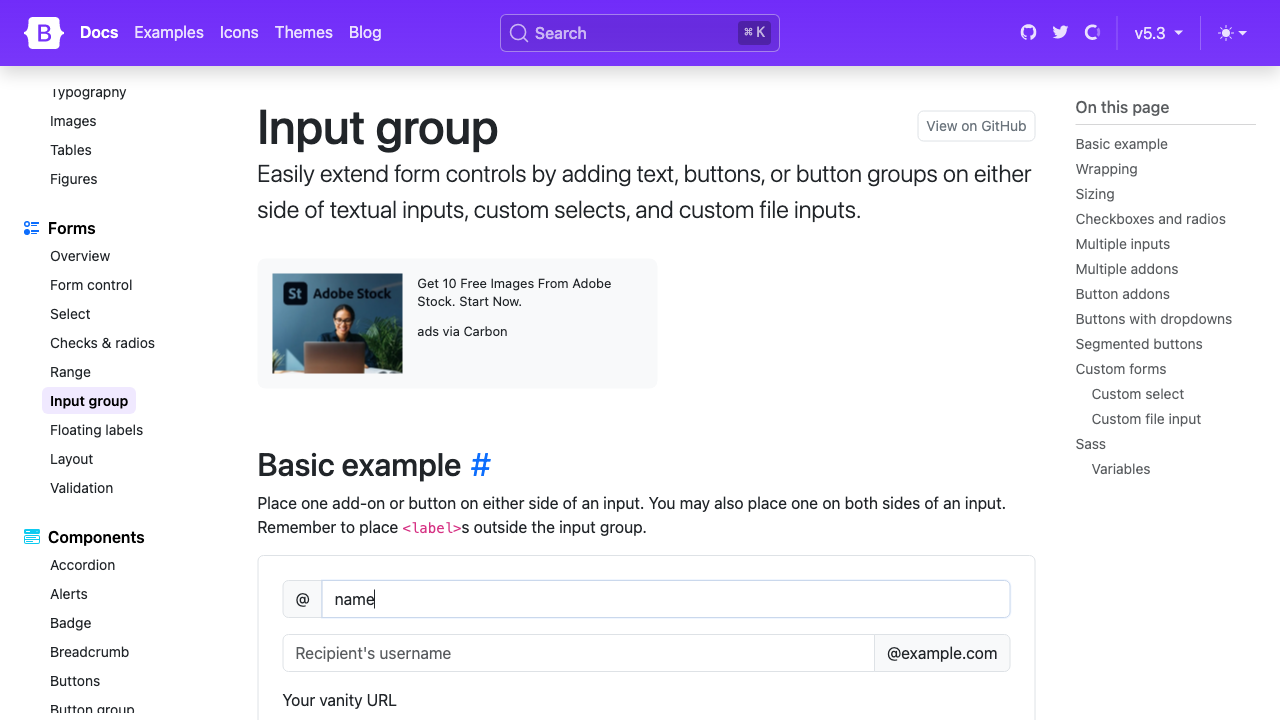 B Docs Examples Icons Themes Blog
Search ⌘ K
v5.3
Typography
Images
Tables
Figures
Forms
Overview
Form control
Select
Checks & radios
Range
Input group
Floating labels
Layout
Validation
Components
Accordion
Alerts
Badge
Breadcrumb
Buttons
Button group
Input group
View on GitHub
Easily extend form controls by adding text, buttons, or button groups on either
side of textual inputs, custom selects, and custom file inputs.
St Adobe Stock
Get 10 Free Images From Adobe
Stock. Start Now.
ads via Carbon
Basic example #
Place one add-on or button on either side of an input. You may also place one on both sides of an input.
Remember to place <label>s outside the input group.
@ name
Recipient's username @example.com
Your vanity URL
On this page
Basic example
Wrapping
Sizing
Checkboxes and radios
Multiple inputs
Multiple addons
Button addons
Buttons with dropdowns
Segmented buttons
Custom forms
Custom select
Custom file input
Sass
Variables